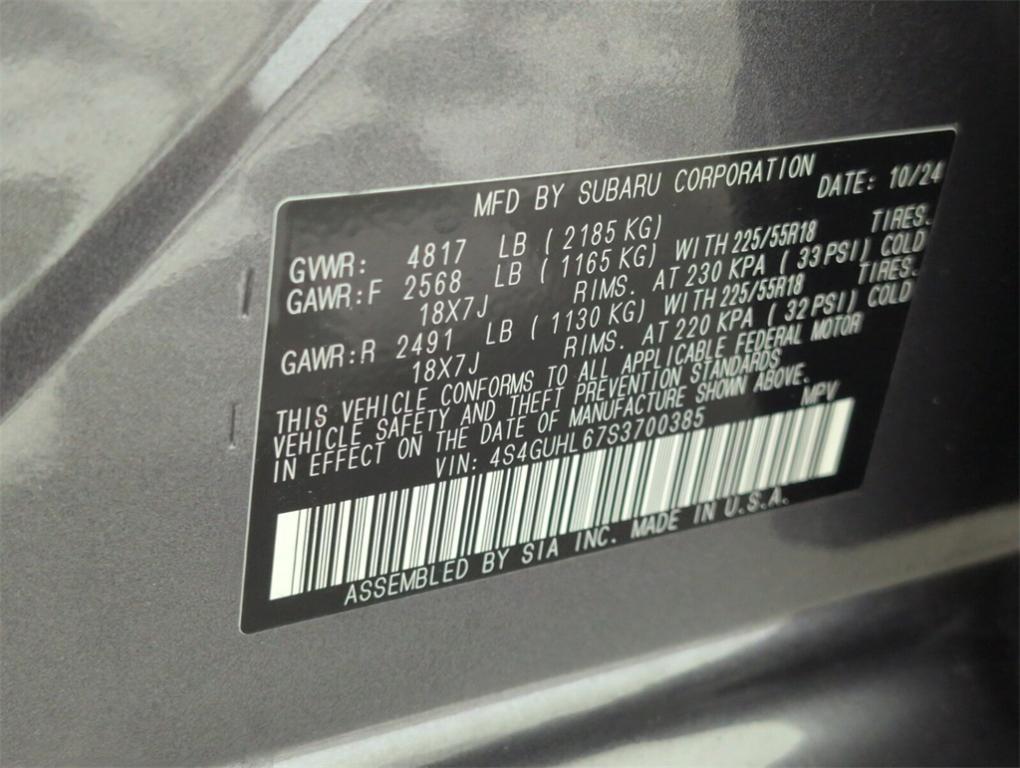 MFD BY SUBARU CORPORATION DATE: 10/24
GVWR: 4817 LB ( 2185 KG)
GAWR:F 2568 LB ( 1165 KG) WITH 225/55R18 TIRES.
18X7J RIMS. AT 230 KPA ( 33 PSI) COLD
GAWR:R 2491 LB ( 1130 KG) WITH 225/55R18 TIRES.
18X7J RIMS. AT 220 KPA ( 32 PSI) COLD
THIS VEHICLE CONFORMS TO ALL APPLICABLE FEDERAL MOTOR
VEHICLE SAFETY AND THEFT PREVENTION STANDARDS
IN EFFECT ON THE DATE OF MANUFACTURE SHOWN ABOVE.
VIN: 4S4GUHL67S3700385 MPV
ASSEMBLED BY SIA INC. MADE IN U.S.A.